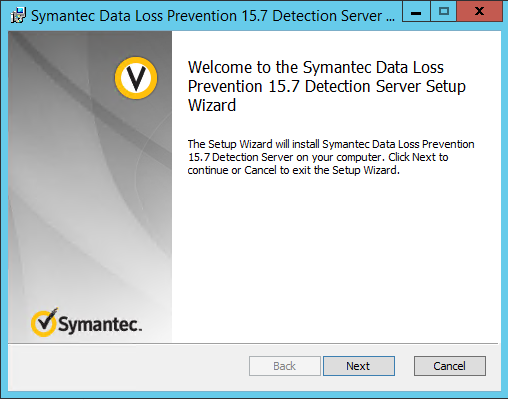 Symantec Data Loss Prevention 15.7 Detection Server ...
Welcome to the Symantec Data Loss
Prevention 15.7 Detection Server Setup
Wizard
The Setup Wizard will install Symantec Data Loss Prevention
15.7 Detection Server on your computer. Click Next to
continue or Cancel to exit the Setup Wizard.
Symantec.
Back
Next
Cancel